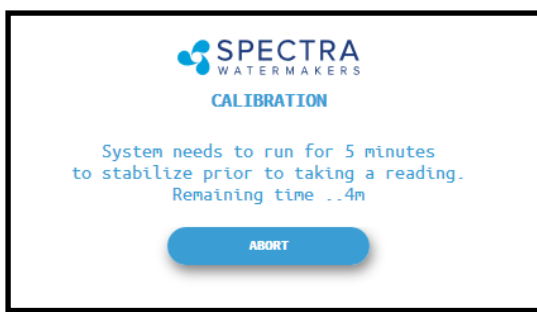 SPECTRA
WATERMAKERS
CALIBRATION
System needs to run for 5 minutes
to stabilize prior to taking a reading.
Remaining time ..4m
ABORT